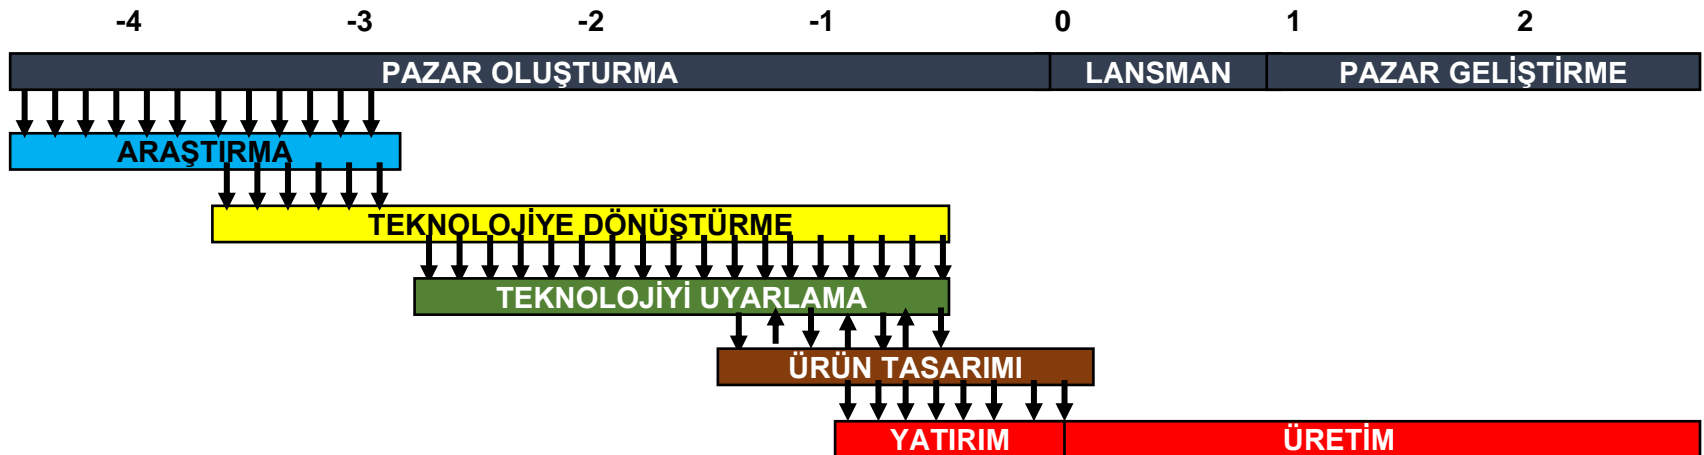 -4 -3 -2 -1 0 1 2
PAZAR OLUŞTURMA LANSMAN PAZAR GELİŞTİRME
ARAŞTIRMA
TEKNOLOJİYE DÖNÜŞTÜRME
TEKNOLOJİYİ UYARLAMA
ÜRÜN TASARIMI
YATIRIM ÜRETİM